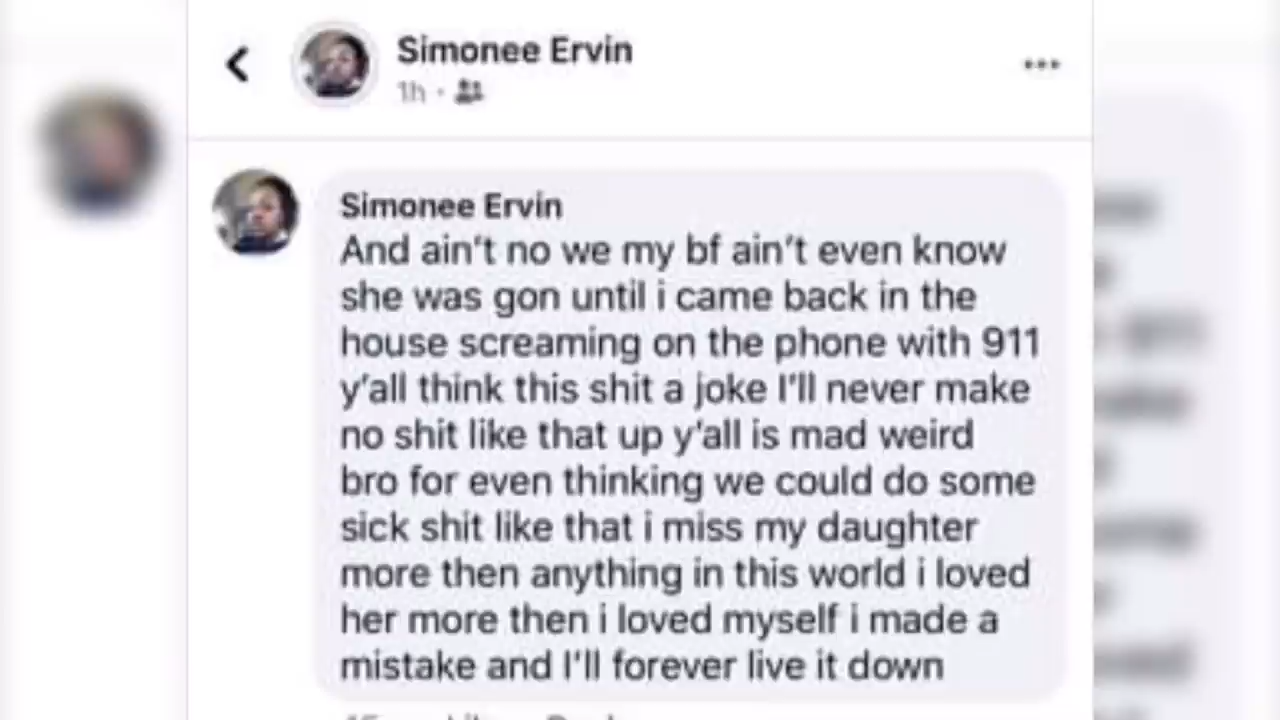 Simonee Ervin
1h
Simonee Ervin
And ain't no we my bf ain't even know
she was gon until i came back in the
house screaming on the phone with 911
y'all think this shit a joke I'll never make
no shit like that up y'all is mad weird
bro for even thinking we could do some
sick shit like that i miss my daughter
more then anything in this world i loved
her more then i loved myself i made a
mistake and I'll forever live it down